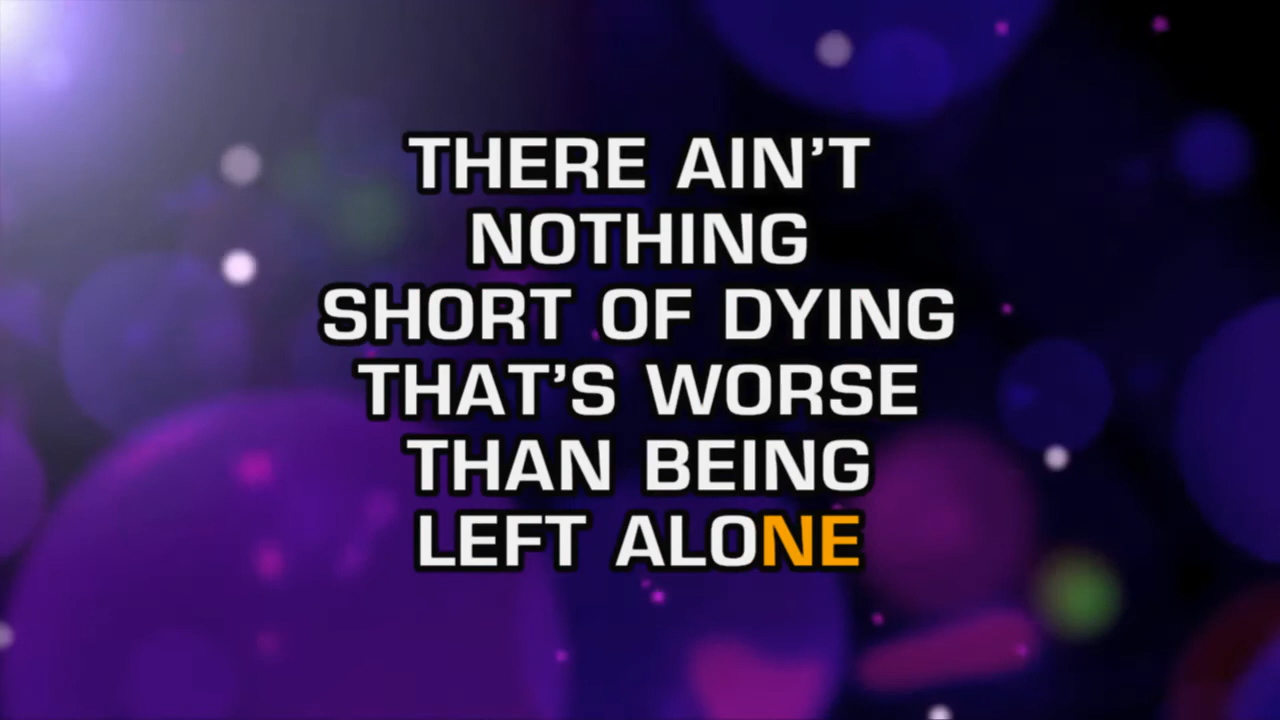 THERE AIN’T
NOTHING
SHORT OF DYING
THAT’S WORSE
THAN BEING
LEFT ALONE